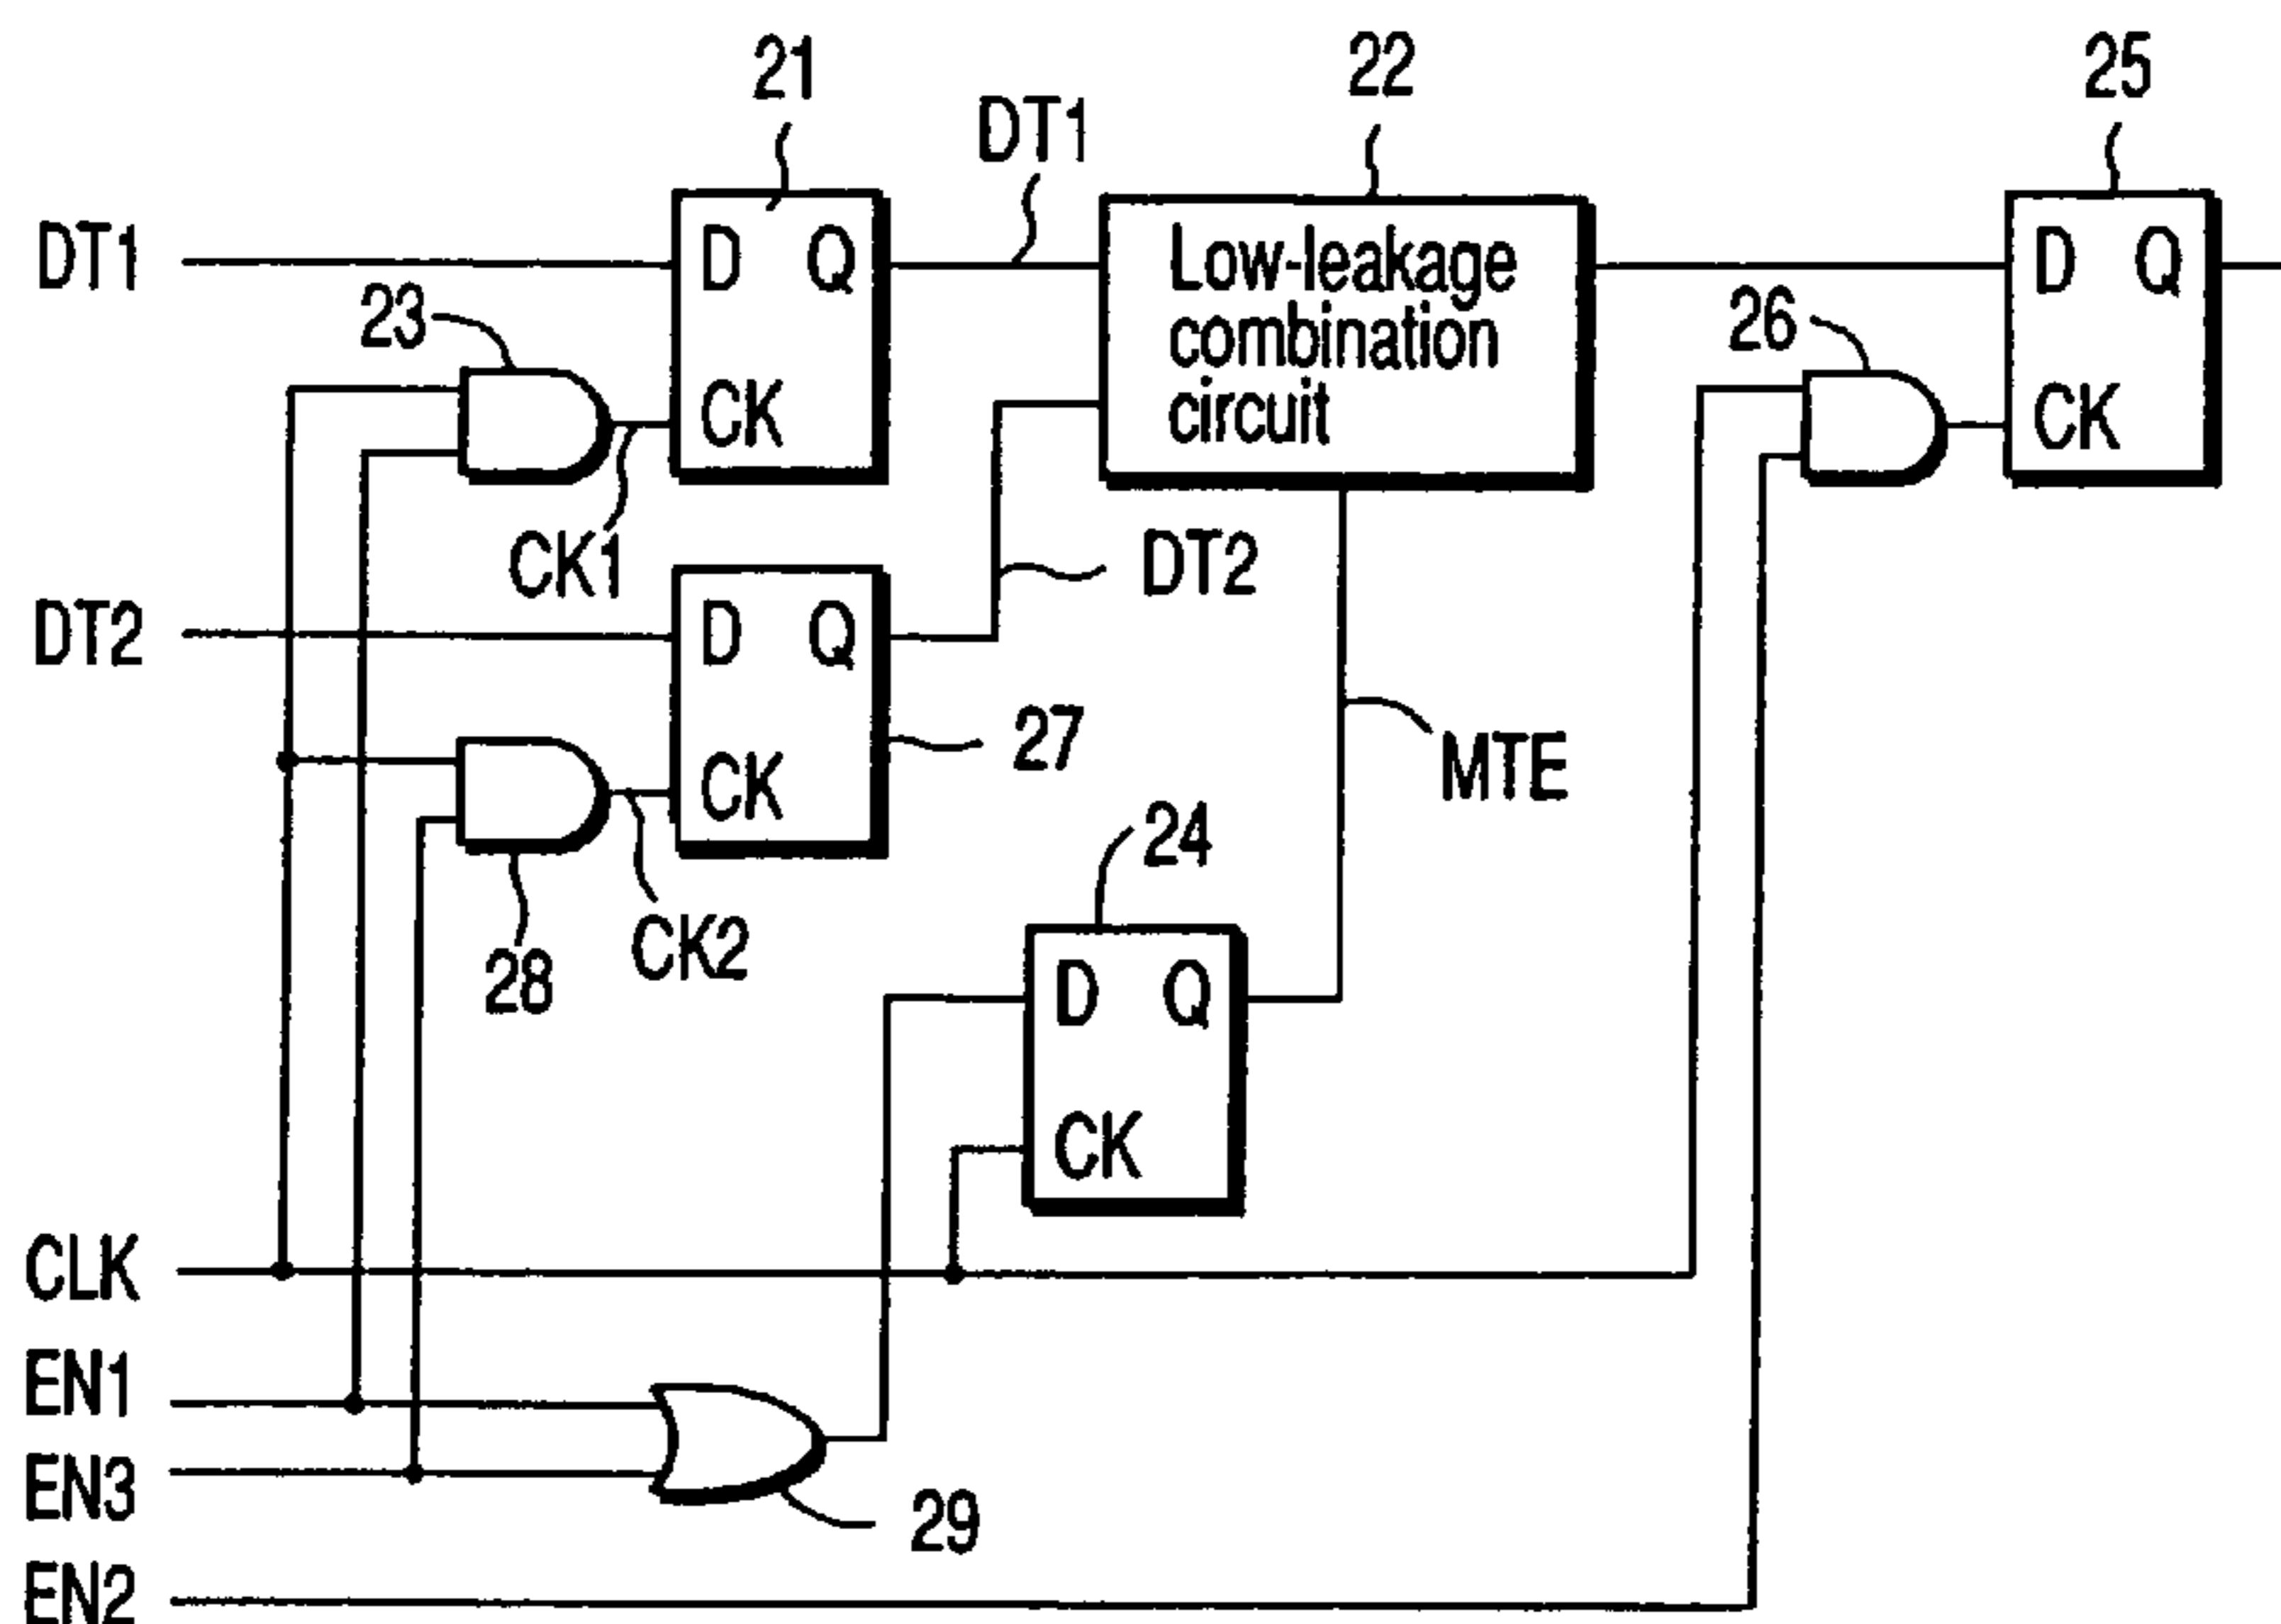 21
22
25
DT1
DT1
D Q
Low-leakage
combination
circuit
D Q
23
26
CK
CK
CK1
DT2
DT2
D Q
27
MTE
CK
24
28
CK2
D Q
CK
CLK
EN1
EN3
29
EN2